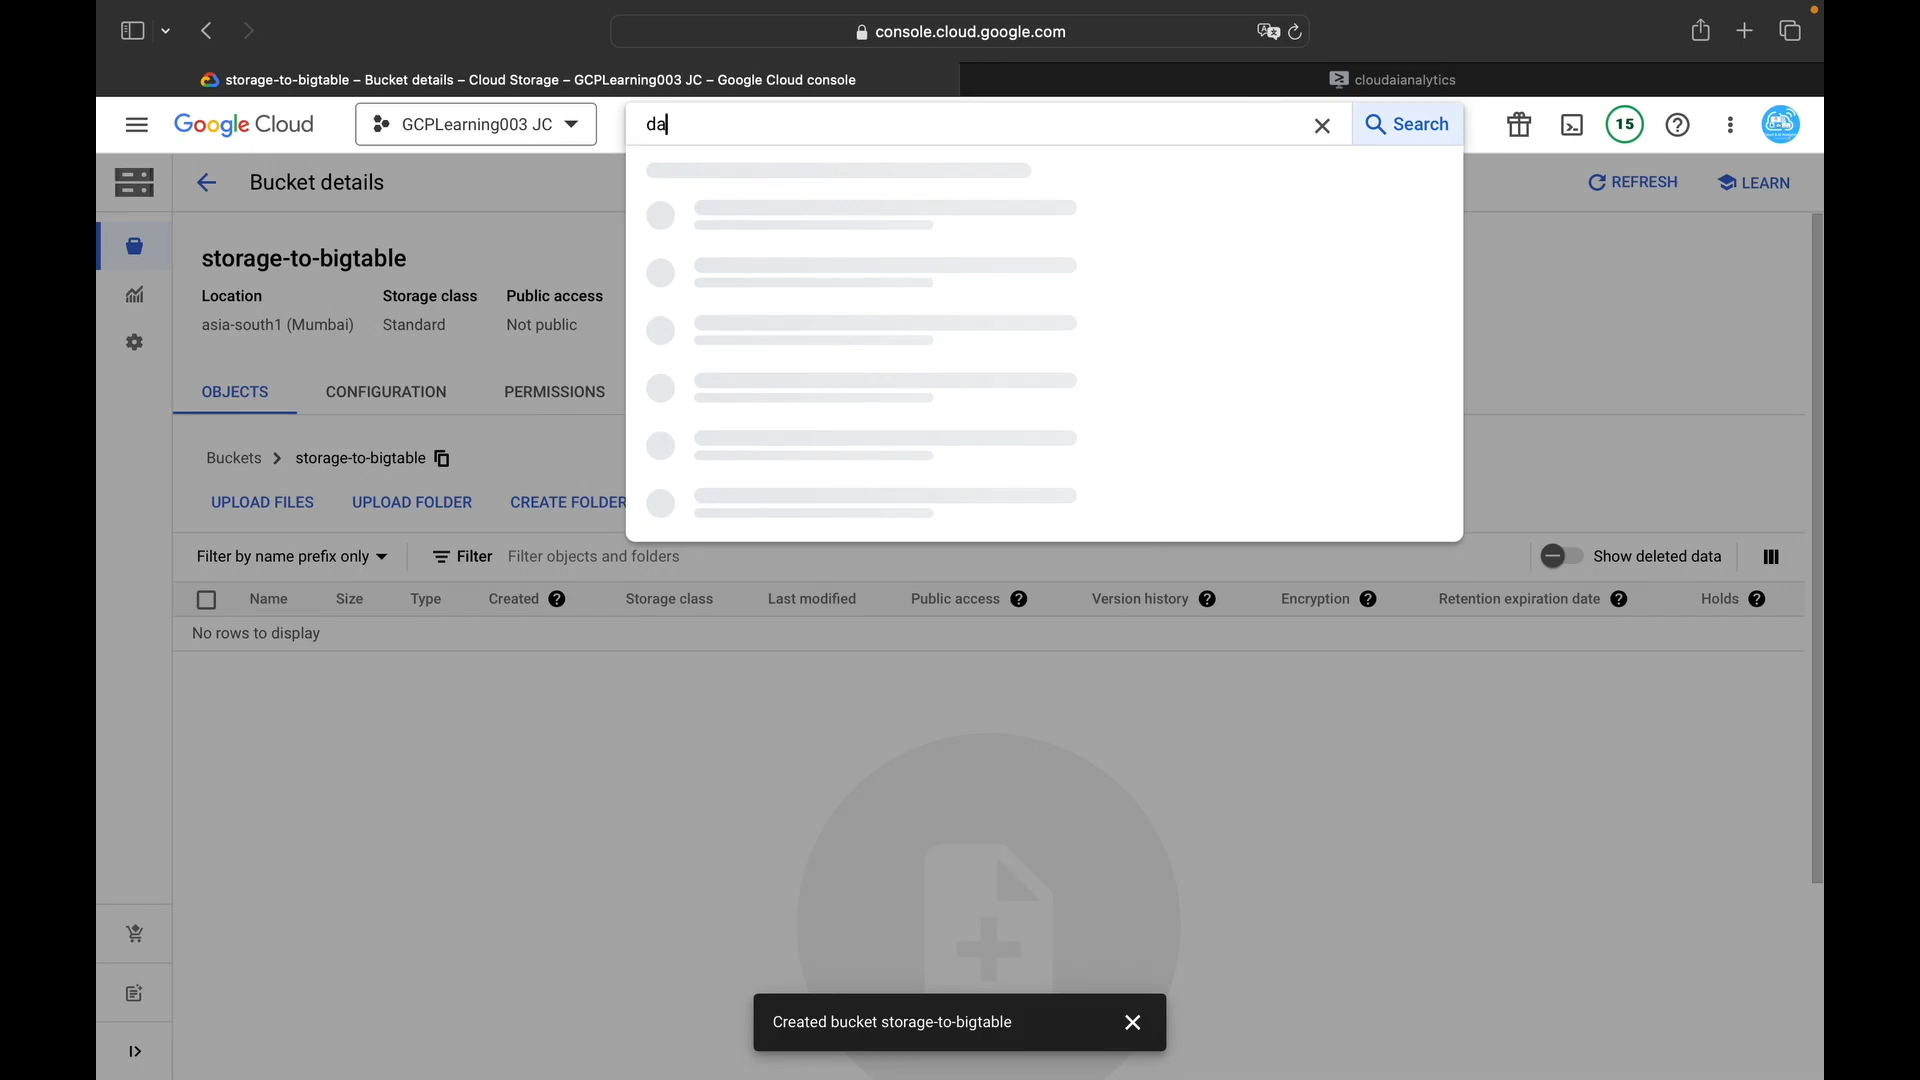 console.cloud.google.com
storage-to-bigtable – Bucket details – Cloud Storage – GCPLearning003 JC – Google Cloud console
cloudaianalytics
Google Cloud
GCPLearning003 JC
da
Search
15
Bucket details
REFRESH
LEARN
storage-to-bigtable
Location
Storage class
Public access
asia-south1 (Mumbai)
Standard
Not public
OBJECTS
CONFIGURATION
PERMISSIONS
Buckets
storage-to-bigtable
UPLOAD FILES
UPLOAD FOLDER
CREATE FOLDER
Filter by name prefix only
Filter
Filter objects and folders
Show deleted data
Name
Size
Type
Created
Storage class
Last modified
Public access
Version history
Encryption
Retention expiration date
Holds
No rows to display
Created bucket storage-to-bigtable